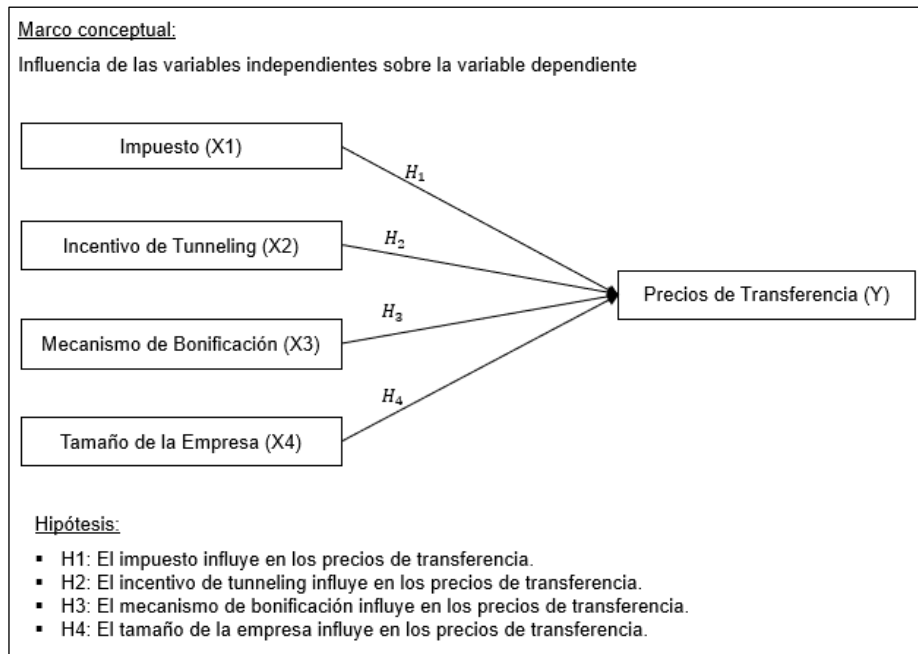 Marco conceptual:
Influencia de las variables independientes sobre la variable dependiente
Impuesto (X1)
H₁
Incentivo de Tunneling (X2)
H₂
Precios de Transferencia (Y)
H₃
Mecanismo de Bonificación (X3)
H₄
Tamaño de la Empresa (X4)
Hipótesis:
▪ H1: El impuesto influye en los precios de transferencia.
▪ H2: El incentivo de tunneling influye en los precios de transferencia.
▪ H3: El mecanismo de bonificación influye en los precios de transferencia.
▪ H4: El tamaño de la empresa influye en los precios de transferencia.